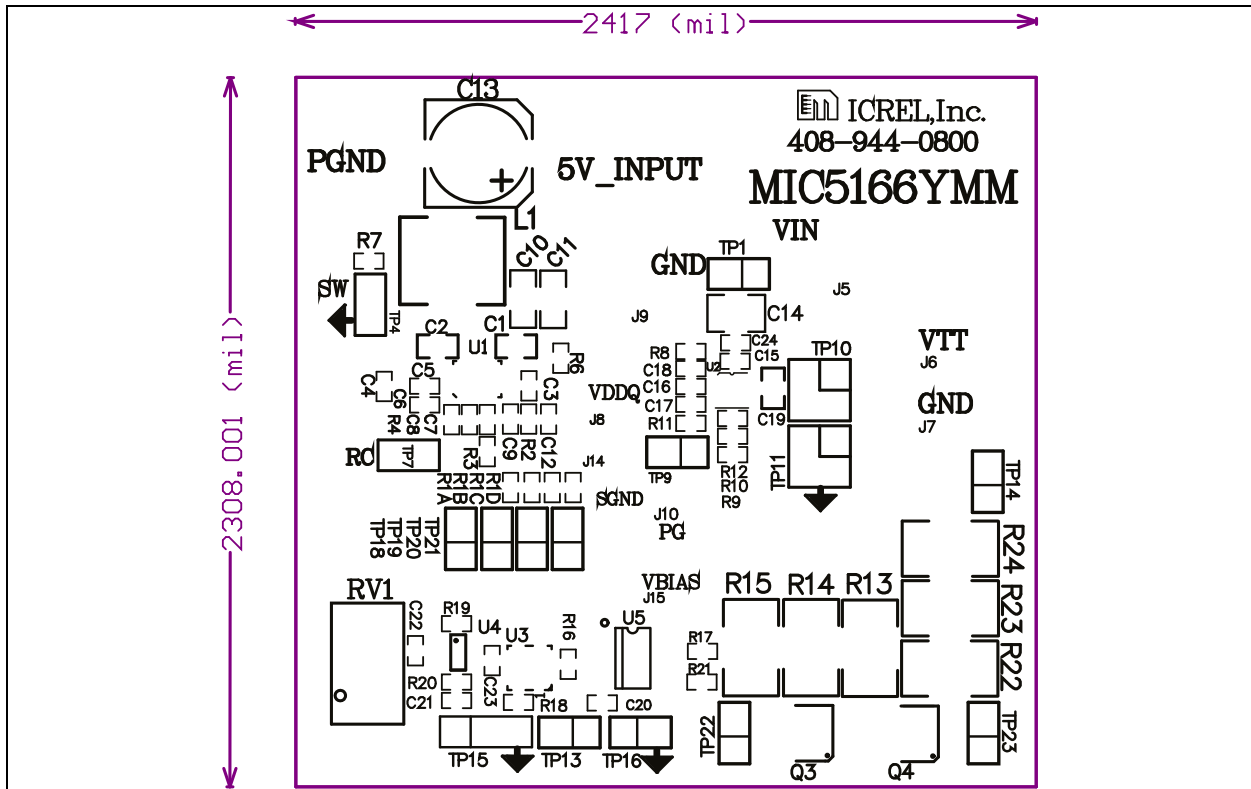 2417 (mil)
2308.001 (mil)
C13
ICREL,Inc.
408-944-0800
MIC5166YMM
PGND
5V_INPUT
L1
VIN
R7
C10
C11
TP1
GND
SW
J5
TP4
J9
C14
C2
C1
U1
VTT
J6
C24
C15
TP10
R8
R6
C18
U2
C5
C4
C3
VDDQ
C16
GND
J7
C6
C17
C19
R4
C8
C7
J8
R11
C9
R2
C12
RC
TP7
R3
J14
TP9
R12
R10
R9
TP11
TP14
R1A
R1B
R1C
R1D
SGND
J10
PG
TP18
TP19
TP20
TP21
R24
RV1
VBIAS
J15
R15
R14
R13
R23
C22
R19
U4
U3
R16
U5
R17
R22
R20
C23
R21
C21
R18
C20
1
TP15
TP13
TP16
TP22
TP23
Q3
Q4